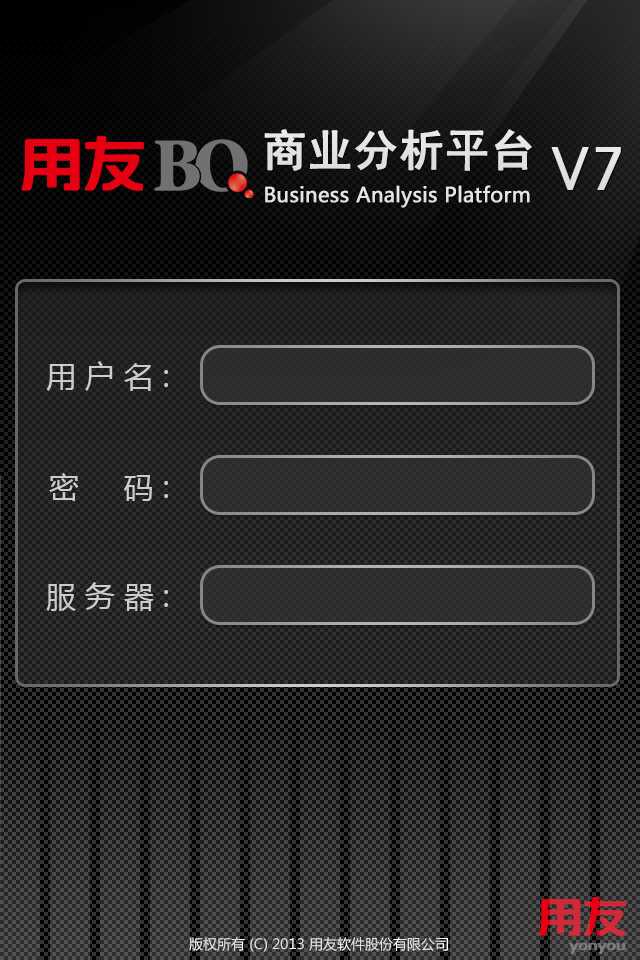 用友 BQ 商业分析平台 V7
Business Analysis Platform
用户名：
密 码：
服务器：
用友
yonyou
版权所有 (C) 2013 用友软件股份有限公司